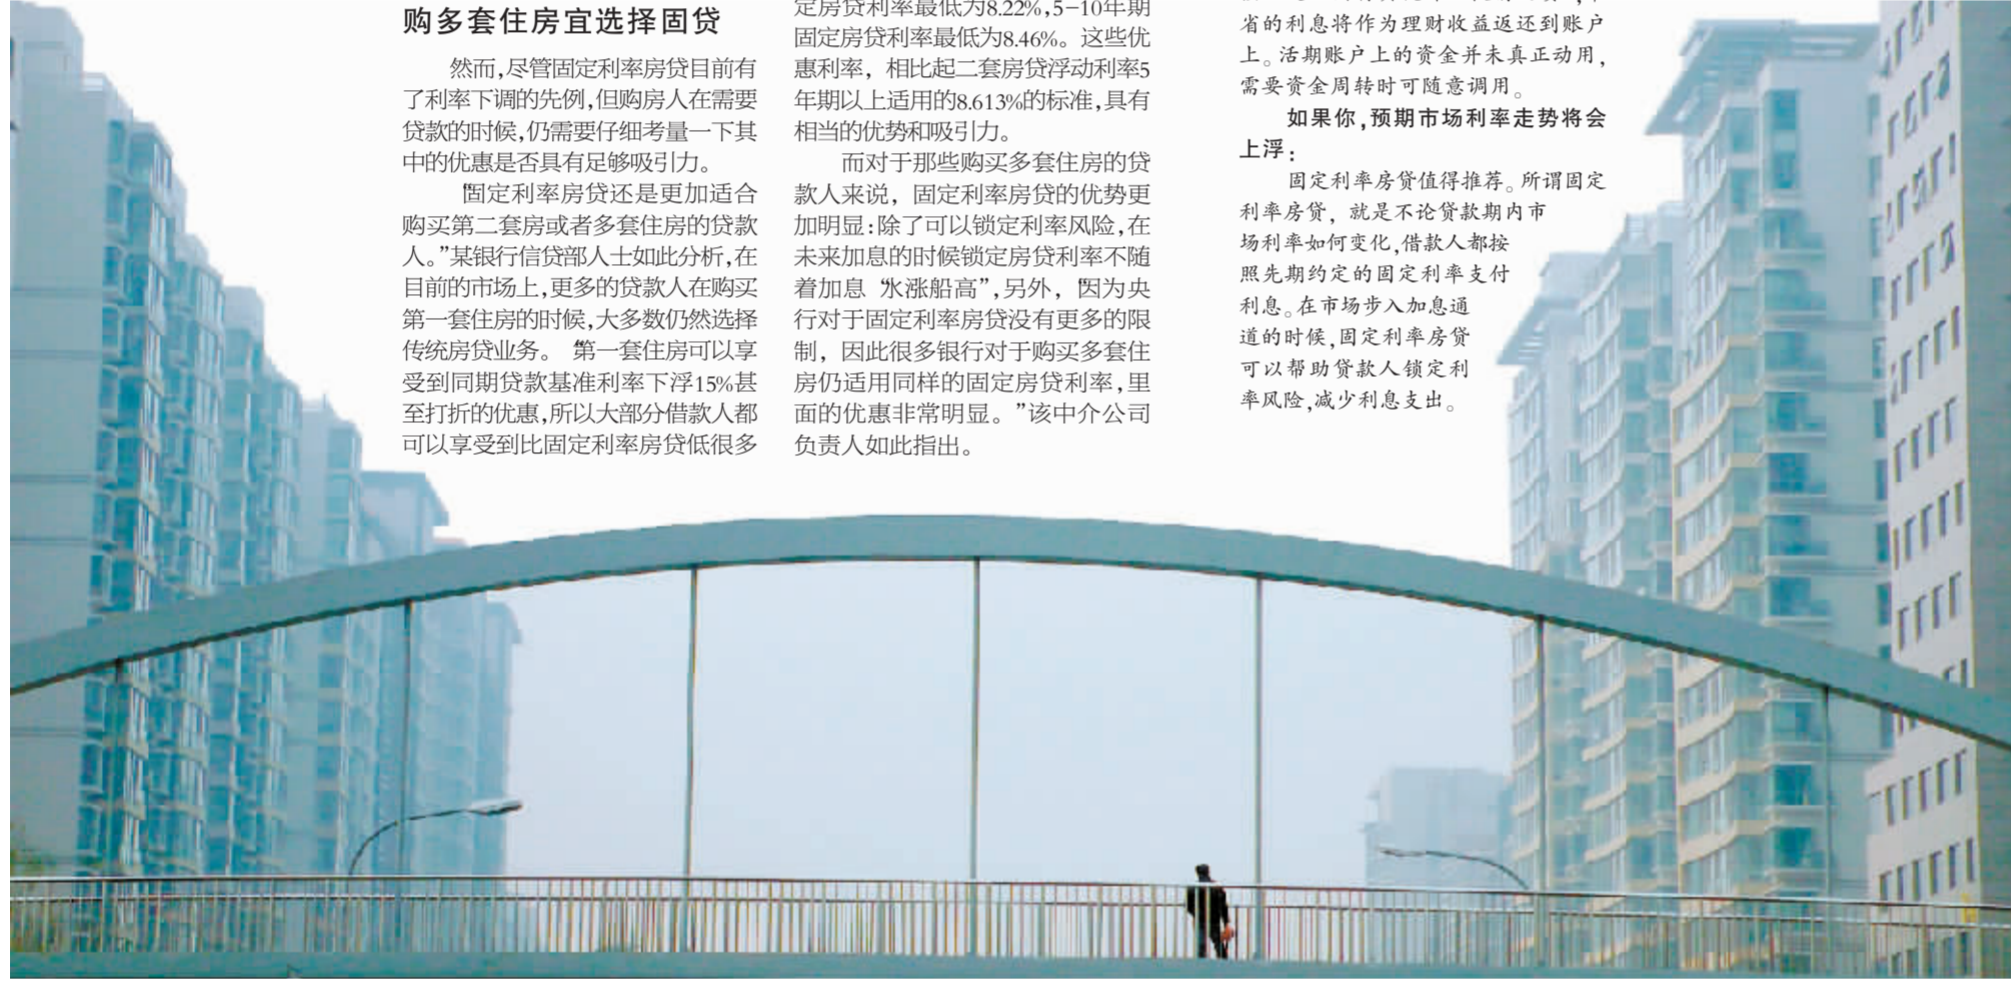 购多套住房宜选择固贷
然而,尽管固定利率房贷目前有
了利率下调的先例,但购房人在需要
贷款的时候,仍需要仔细考量一下其
中的优惠是否具有足够吸引力。
“固定利率房贷还是更加适合
购买第二套房或者多套住房的贷款
人。”某银行信贷部人士如此分析,在
目前的市场上,更多的贷款人在购买
第一套住房的时候,大多数仍然选择
传统房贷业务。“第一套住房可以享
受到同期贷款基准利率下浮15%甚
至打折的优惠,所以大部分借款人都
可以享受到比固定利率房贷低很多
定房贷利率最低为8.22%,5-10年期
固定房贷利率最低为8.46%。这些优
惠利率，相比起二套房贷浮动利率5
年期以上适用的8.613%的标准,具有
相当的优势和吸引力。
而对于那些购买多套住房的贷
款人来说，固定利率房贷的优势更
加明显:除了可以锁定利率风险,在
未来加息的时候锁定房贷利率不随
着加息“水涨船高”,另外，“因为央
行对于固定利率房贷没有更多的限
制，因此很多银行对于购买多套住
房仍适用同样的固定房贷利率,里
面的优惠非常明显。”该中介公司
负责人如此指出。
省的利息将作为理财收益返还到账户
上。活期账户上的资金并未真正动用,
需要资金周转时可随意调用。
如果你,预期市场利率走势将会
上浮:
固定利率房贷值得推荐。所谓固定
利率房贷，就是不论贷款期内市
场利率如何变化,借款人都按
照先期约定的固定利率支付
利息。在市场步入加息通
道的时候,固定利率房贷
可以帮助贷款人锁定利
率风险,减少利息支出。